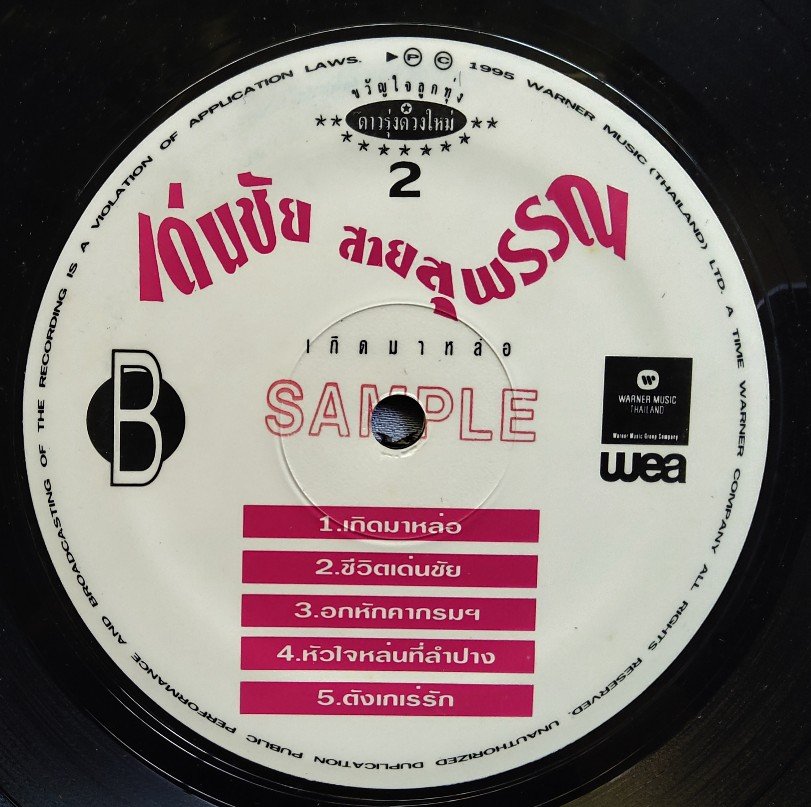 ▶Ⓟ Ⓒ 1995 WARNER MUSIC (THAILAND) LTD. A TIME WARNER COMPANY ALL RIGHTS RESERVED. UNAUTHORIZED DUPLICATION PUBLIC PERFORMANCE AND BROADCASTING OF THE RECORDING IS A VIOLATION OF APPLICATION LAWS.
ขวัญใจลูกทุ่ง
ดาวรุ่งดวงใหม่
2
เด่นชัย สายสุพรรณ
เกิดมาหล่อ
B
SAMPLE
WARNER MUSIC
THAILAND
Warner Music Group Company
wea
1.เกิดมาหล่อ
2.ชีวิตเด่นชัย
3.อกหักคากรมฯ
4.หัวใจหล่นที่ลำปาง
5.ดังเกเร่รัก